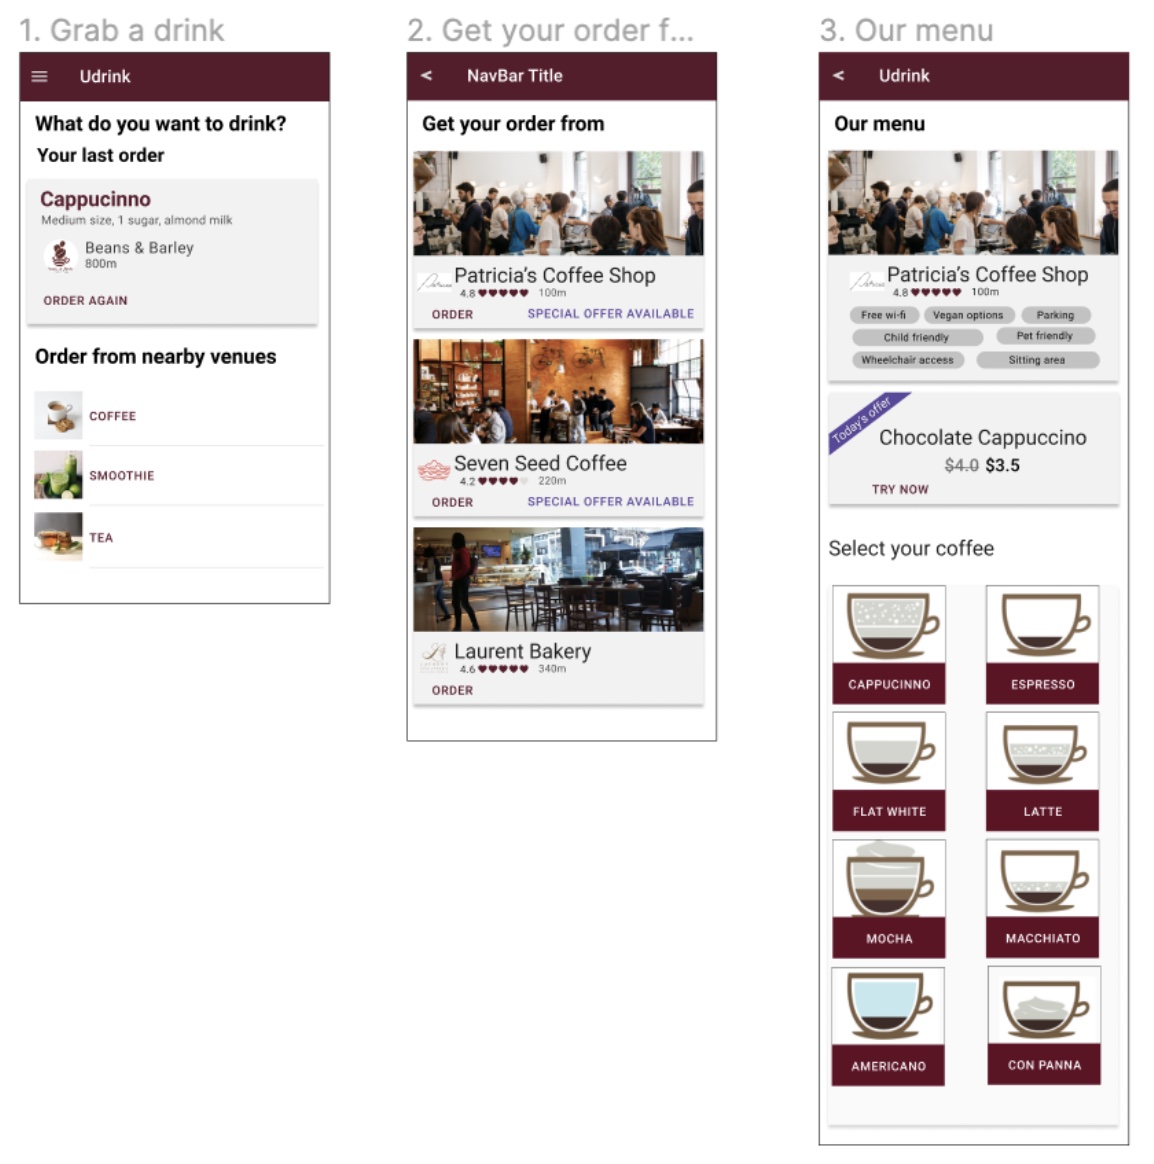 1. Grab a drink
Udrink
What do you want to drink?
Your last order
Cappucinno
Medium size, 1 sugar, almond milk
Beans & Barley
800m
ORDER AGAIN
Order from nearby venues
COFFEE
SMOOTHIE
TEA
2. Get your order f...
< NavBar Title
Get your order from
Patricia's Coffee Shop
4.8 100m
ORDER SPECIAL OFFER AVAILABLE
Seven Seed Coffee
4.2 220m
ORDER SPECIAL OFFER AVAILABLE
Laurent Bakery
4.6 340m
ORDER
3. Our menu
< Udrink
Our menu
Patricia's Coffee Shop
4.8 100m
Free wi-fi Vegan options Parking
Child friendly Pet friendly
Wheelchair access Sitting area
Today's offer
Chocolate Cappuccino
$4.0 $3.5
TRY NOW
Select your coffee
CAPPUCINNO ESPRESSO
FLAT WHITE LATTE
MOCHA MACCHIATO
AMERICANO CON PANNA